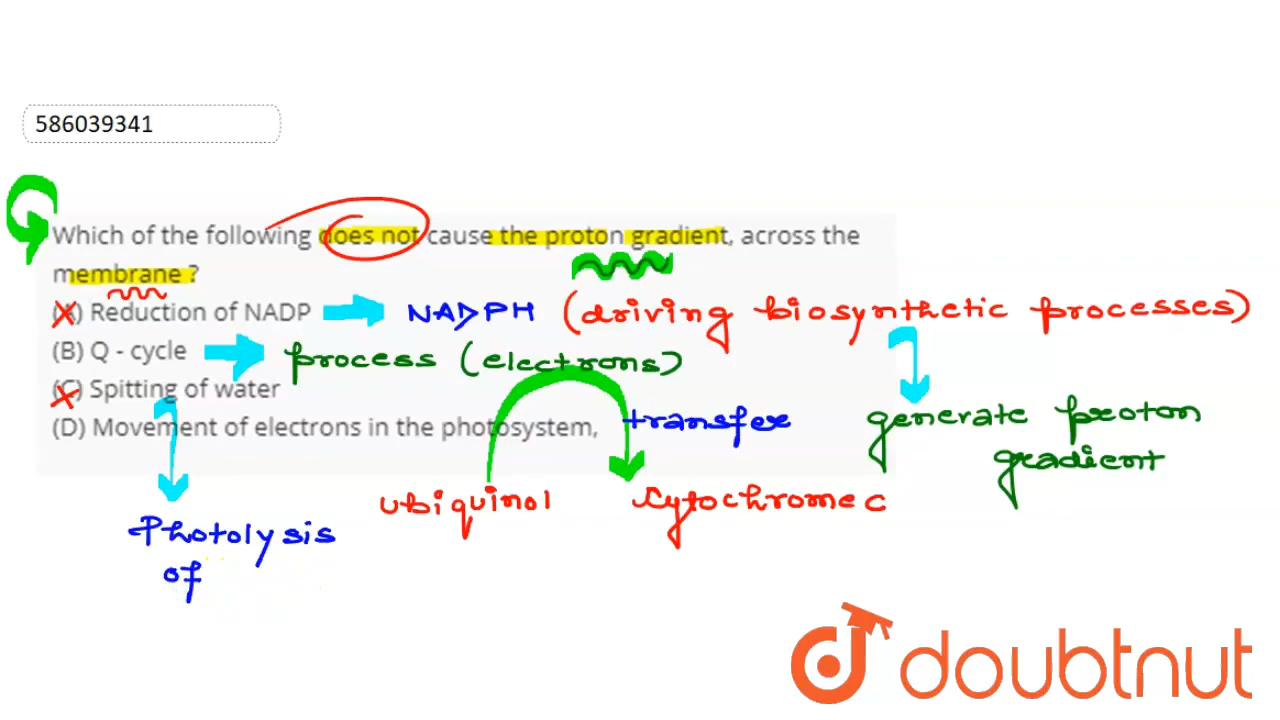 586039341
Which of the following does not cause the proton gradient, across the
membrane ?
(A) Reduction of NADP NADPH (driving biosynthetic processes)
(B) Q - cycle process (electrons)
(C) Spitting of water
(D) Movement of electrons in the photosystem, transfer generate proton
gradient
ubiquinol Cytochrome c
Photolysis
of
doubtnut